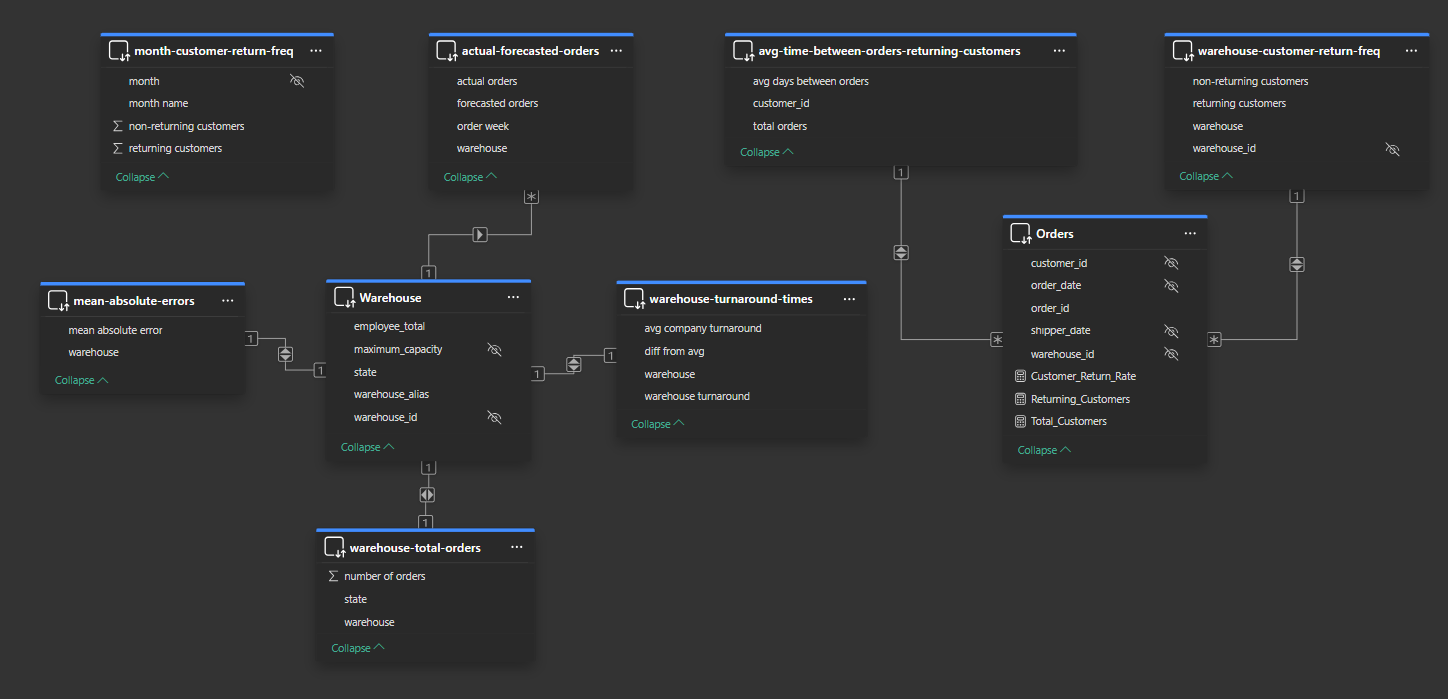 month-customer-return-freq ...
month
month name
Σ non-returning customers
Σ returning customers
Collapse
actual-forecasted-orders ...
actual orders
forecasted orders
order week
warehouse
Collapse
avg-time-between-orders-returning-customers ...
avg days between orders
customer_id
total orders
Collapse
warehouse-customer-return-freq ...
non-returning customers
returning customers
warehouse
warehouse_id
Collapse
*
1
1
1
Orders ...
customer_id
order_date
order_id
shipper_date
warehouse_id
Customer_Return_Rate
Returning_Customers
Total_Customers
Collapse
*
*
mean-absolute-errors ...
mean absolute error
warehouse
Collapse
1
1
Warehouse ...
employee_total
maximum_capacity
state
warehouse_alias
warehouse_id
Collapse
1
1
warehouse-turnaround-times ...
avg company turnaround
diff from avg
warehouse
warehouse turnaround
Collapse
1
1
warehouse-total-orders ...
Σ number of orders
state
warehouse
Collapse